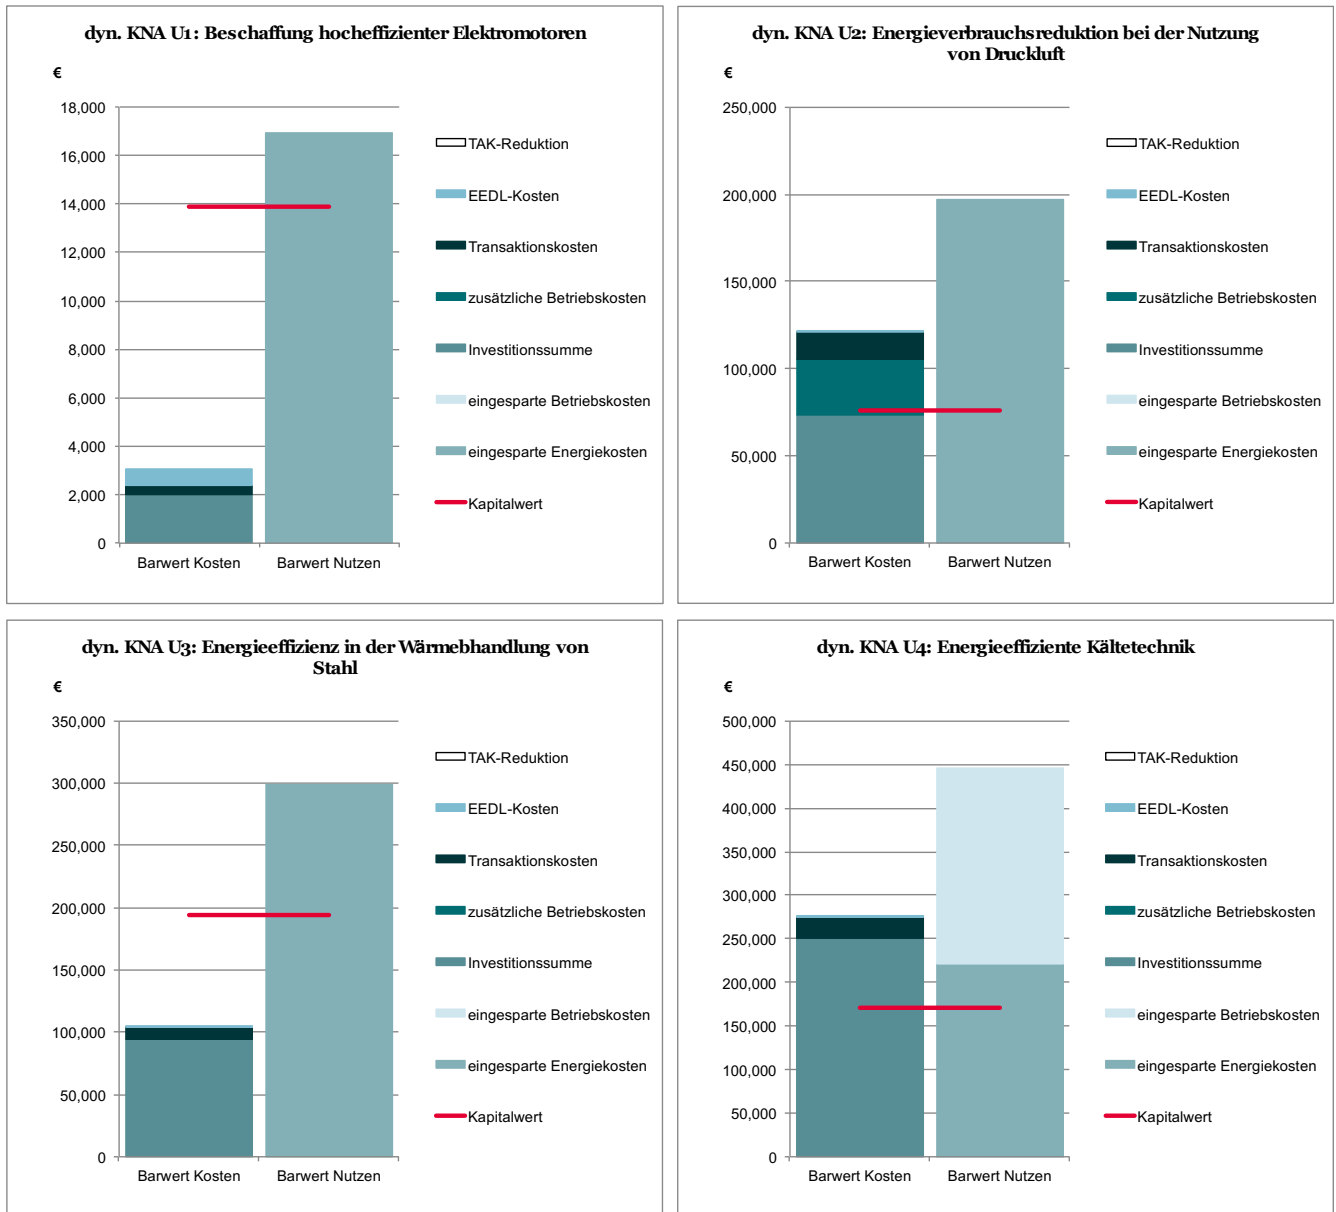 dyn. KNA U1: Beschaffung hocheffizienter Elektromotoren
€
18,000
16,000
14,000
12,000
10,000
8,000
6,000
4,000
2,000
0
Barwert Kosten
Barwert Nutzen
TAK-Reduktion
EEDL-Kosten
Transaktionskosten
zusätzliche Betriebskosten
Investitionssumme
eingesparte Betriebskosten
eingesparte Energiekosten
Kapitalwert
dyn. KNA U2: Energieverbrauchsreduktion bei der Nutzung
von Druckluft
€
250,000
200,000
150,000
100,000
50,000
0
Barwert Kosten
Barwert Nutzen
TAK-Reduktion
EEDL-Kosten
Transaktionskosten
zusätzliche Betriebskosten
Investitionssumme
eingesparte Betriebskosten
eingesparte Energiekosten
Kapitalwert
dyn. KNA U3: Energieeffizienz in der Wärmebhandlung von
Stahl
€
350,000
300,000
250,000
200,000
150,000
100,000
50,000
0
Barwert Kosten
Barwert Nutzen
TAK-Reduktion
EEDL-Kosten
Transaktionskosten
zusätzliche Betriebskosten
Investitionssumme
eingesparte Betriebskosten
eingesparte Energiekosten
Kapitalwert
dyn. KNA U4: Energieeffiziente Kältetechnik
€
500,000
450,000
400,000
350,000
300,000
250,000
200,000
150,000
100,000
50,000
0
Barwert Kosten
Barwert Nutzen
TAK-Reduktion
EEDL-Kosten
Transaktionskosten
zusätzliche Betriebskosten
Investitionssumme
eingesparte Betriebskosten
eingesparte Energiekosten
Kapitalwert